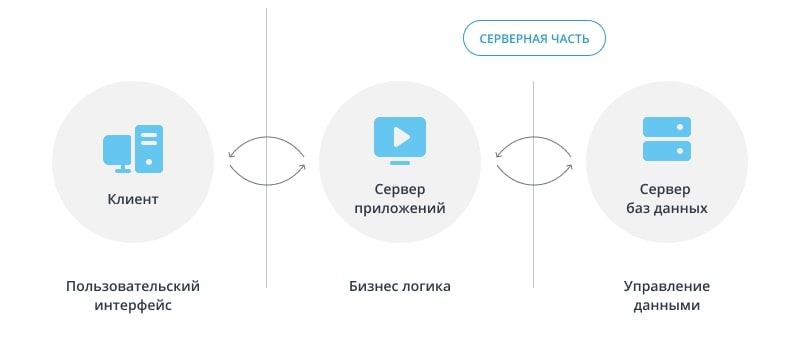 СЕРВЕРНАЯ ЧАСТЬ
Клиент
Сервер
приложений
Сервер
баз данных
Пользовательский
интерфейс
Бизнес логика
Управление
данными